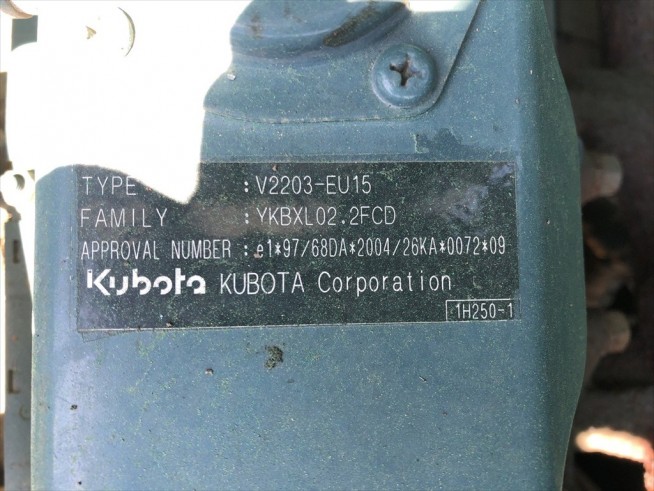 TYPE :V2203-EU15
FAMILY :YKBXL02.2FCD
APPROVAL NUMBER :e1*97/68DA*2004/26KA*0072*09
Kubota KUBOTA Corporation
1H250-1